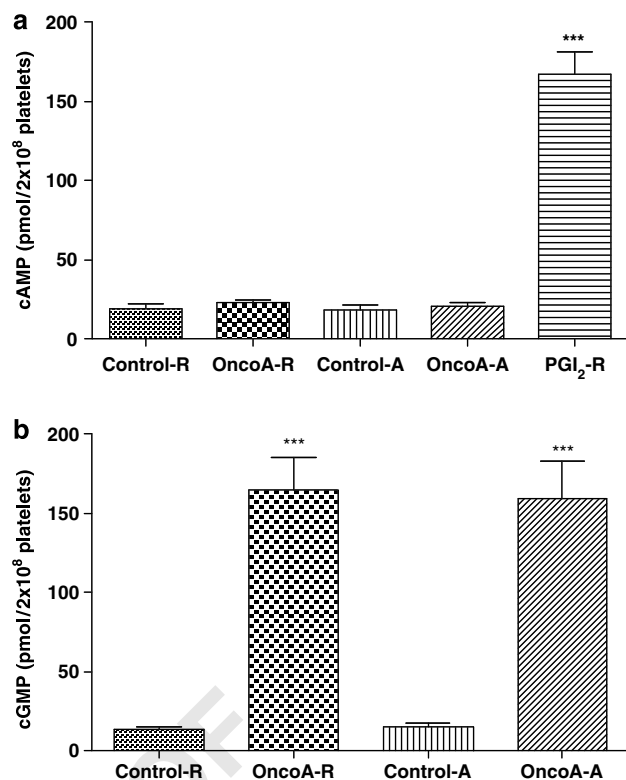 a
200
***
150
100
50
0
cAMP (pmol/2x10⁸ platelets)
Control-R OncoA-R Control-A OncoA-A PGI₂-R
b
200
*** ***
150
100
50
0
cGMP (pmol/2x10⁸ platelets)
Control-R OncoA-R Control-A OncoA-A
OF